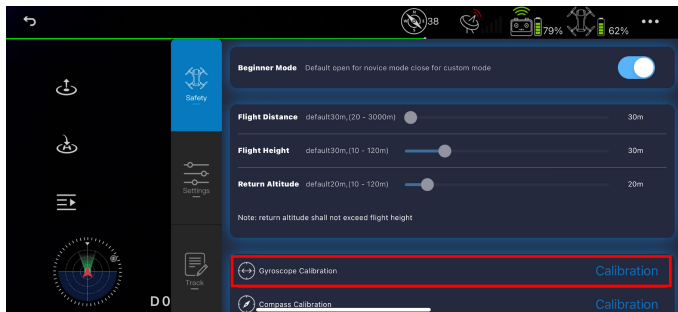 38
79%
62%
Safety
Beginner Mode Default open for novice mode close for custom mode
Flight Distance default30m,(20 - 3000m) 30m
Flight Height default30m,(10 - 120m) 30m
Settings
Return Altitude default20m,(10 - 120m) 20m
Note: return altitude shall not exceed flight height
Track
Gyroscope Calibration Calibration
Compass Calibration Calibration
D 0